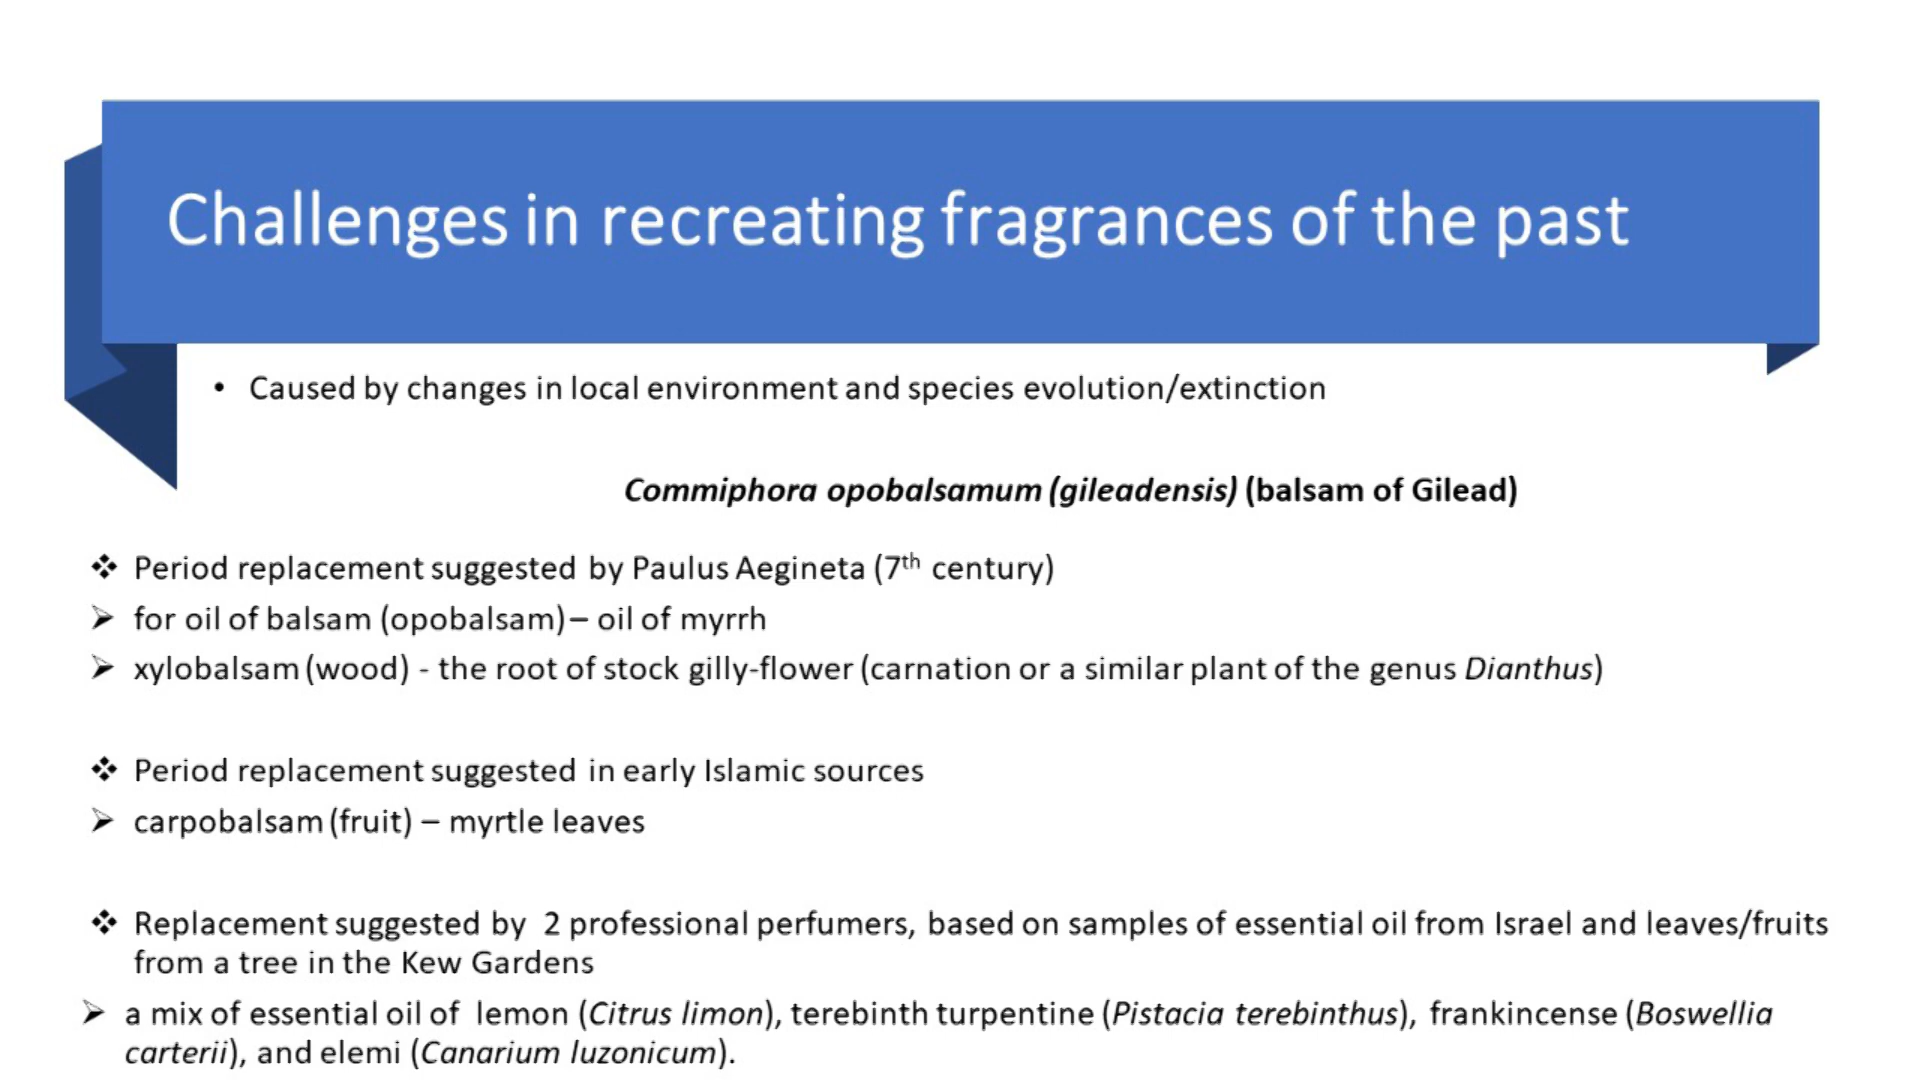 Challenges in recreating fragrances of the past
• Caused by changes in local environment and species evolution/extinction
Commiphora opobalsamum (gileadensis) (balsam of Gilead)
❖ Period replacement suggested by Paulus Aegineta (7th century)
➢ for oil of balsam (opobalsam) – oil of myrrh
➢ xylobalsam (wood) - the root of stock gilly-flower (carnation or a similar plant of the genus Dianthus)
❖ Period replacement suggested in early Islamic sources
➢ carpobalsam (fruit) – myrtle leaves
❖ Replacement suggested by 2 professional perfumers, based on samples of essential oil from Israel and leaves/fruits
from a tree in the Kew Gardens
➢ a mix of essential oil of lemon (Citrus limon), terebinth turpentine (Pistacia terebinthus), frankincense (Boswellia
carterii), and elemi (Canarium luzonicum).